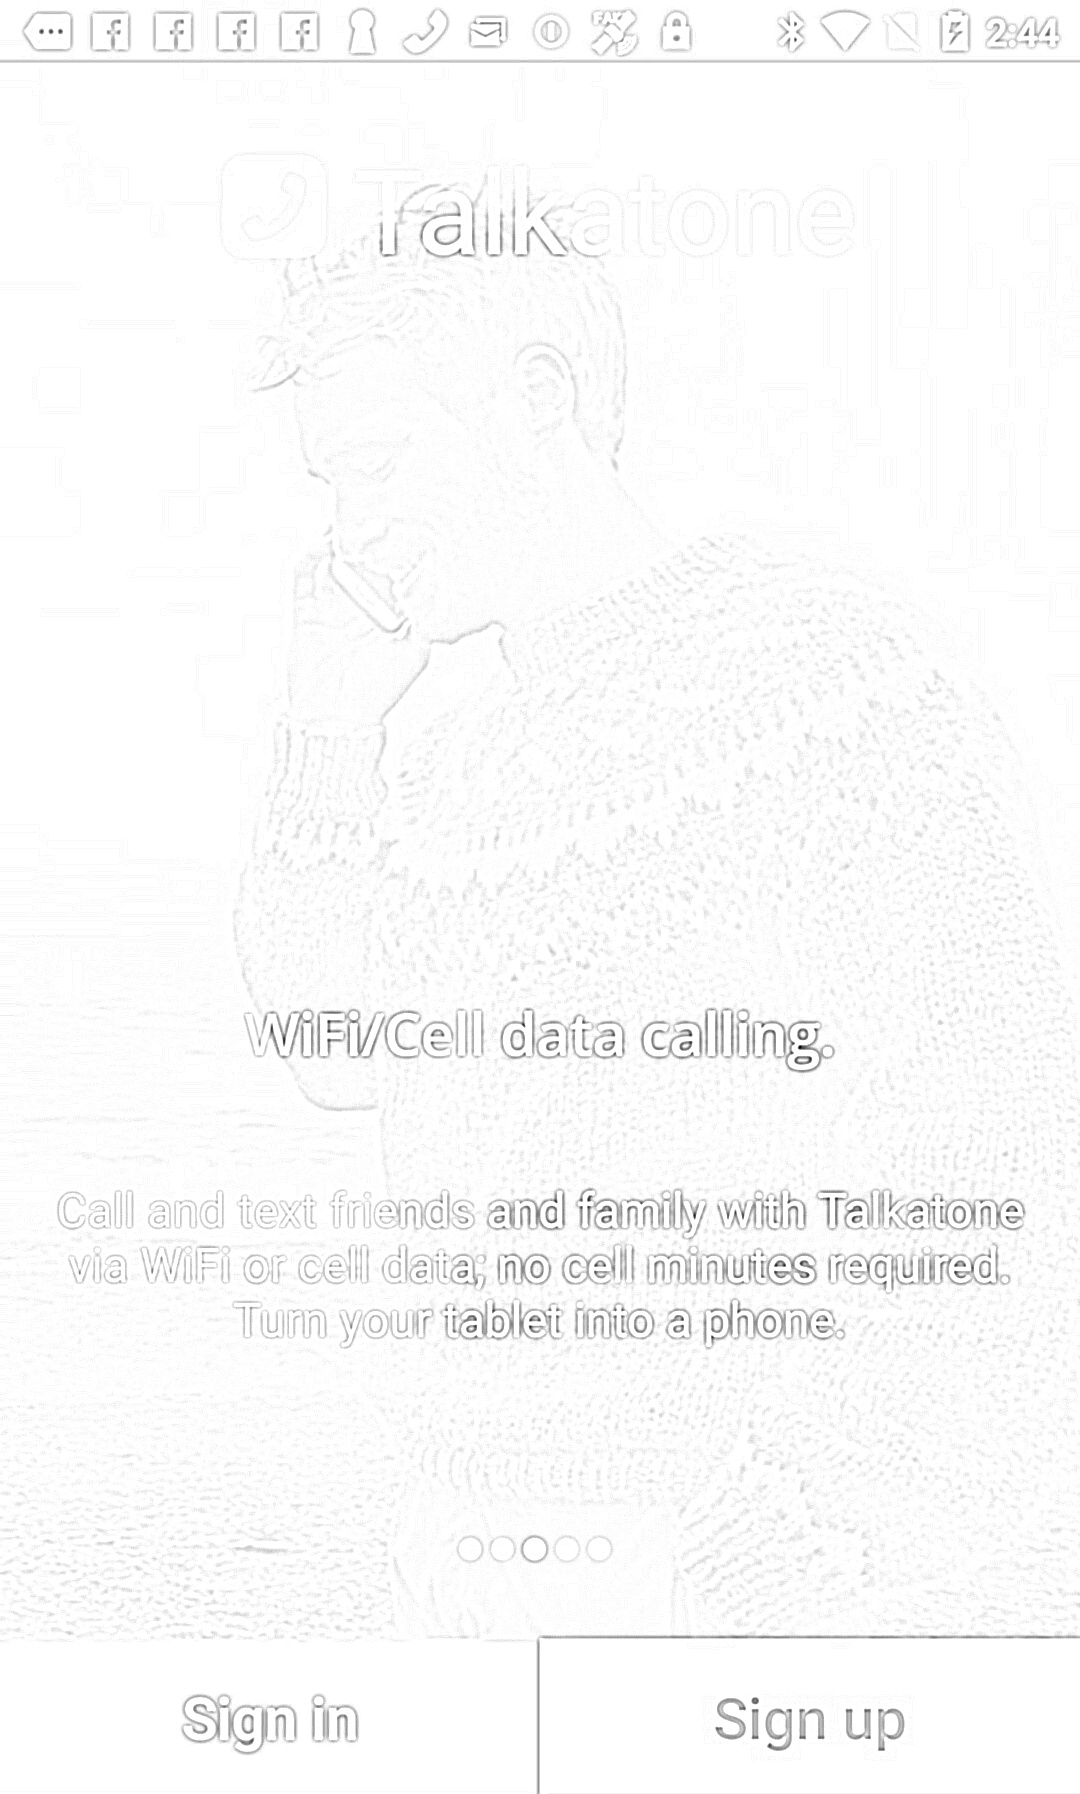 2:44
Talkatone
WiFi/Cell data calling.
Call and text friends and family with Talkatone
via WiFi or cell data; no cell minutes required.
Turn your tablet into a phone.
Sign in
Sign up